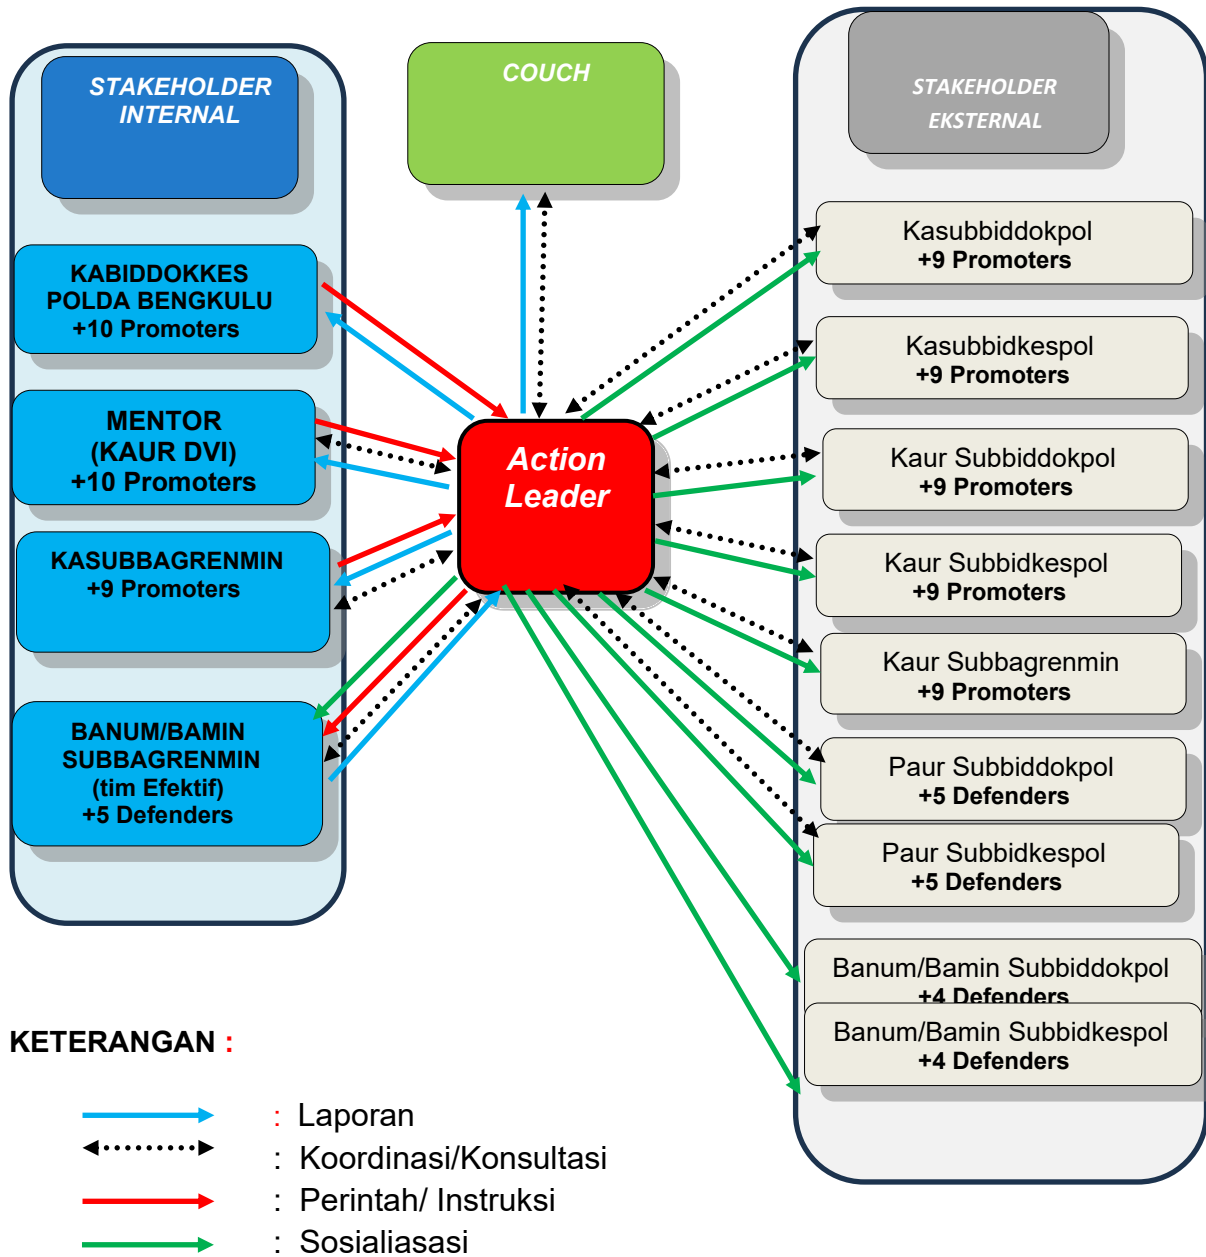 STAKEHOLDER
INTERNAL
COUCH
STAKEHOLDER
EKSTERNAL
KABIDDOKKES
POLDA BENGKULU
+10 Promoters
MENTOR
(KAUR DVI)
+10 Promoters
KASUBBAGRENMIN
+9 Promoters
BANUM/BAMIN
SUBBAGRENMIN
(tim Efektif)
+5 Defenders
Action
Leader
Kasubbiddokpol
+9 Promoters
Kasubbidkespol
+9 Promoters
Kaur Subbiddokpol
+9 Promoters
Kaur Subbidkespol
+9 Promoters
Kaur Subbagrenmin
+9 Promoters
Paur Subbiddokpol
+5 Defenders
Paur Subbidkespol
+5 Defenders
Banum/Bamin Subbiddokpol
+4 Defenders
Banum/Bamin Subbidkespol
+4 Defenders
KETERANGAN :
: Laporan
: Koordinasi/Konsultasi
: Perintah/ Instruksi
: Sosialiasasi